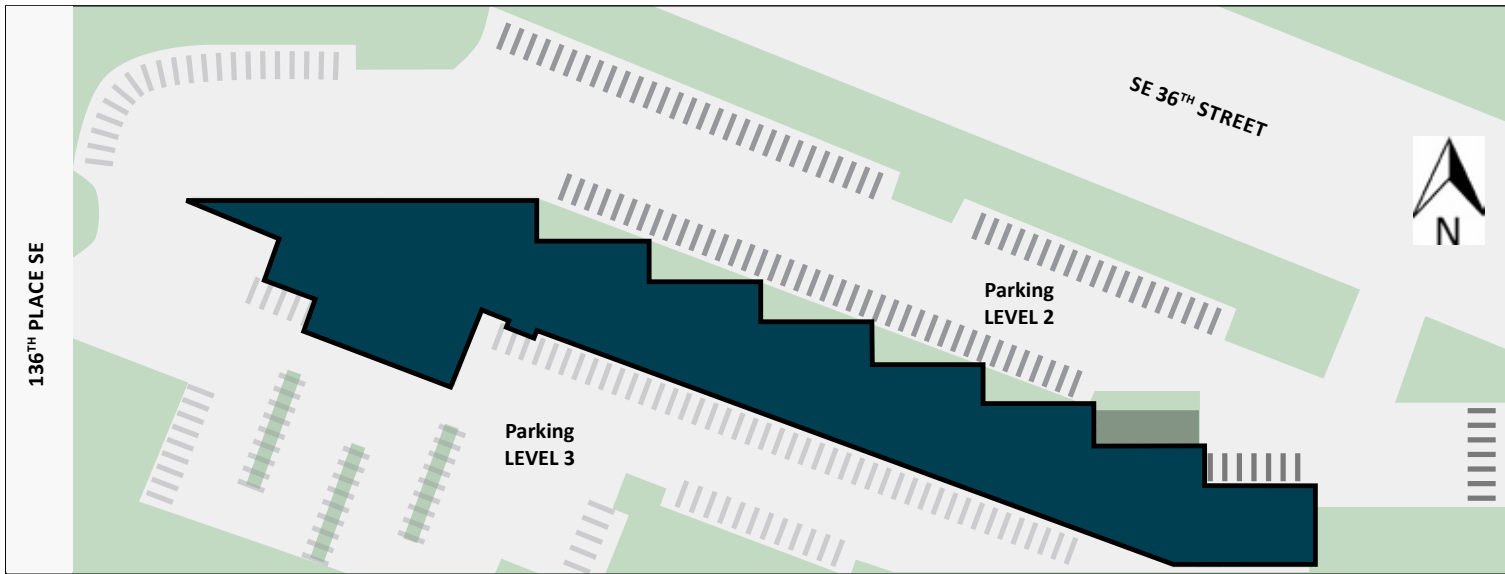 SE 36TH STREET
N
136TH PLACE SE
Parking
LEVEL 2
Parking
LEVEL 3